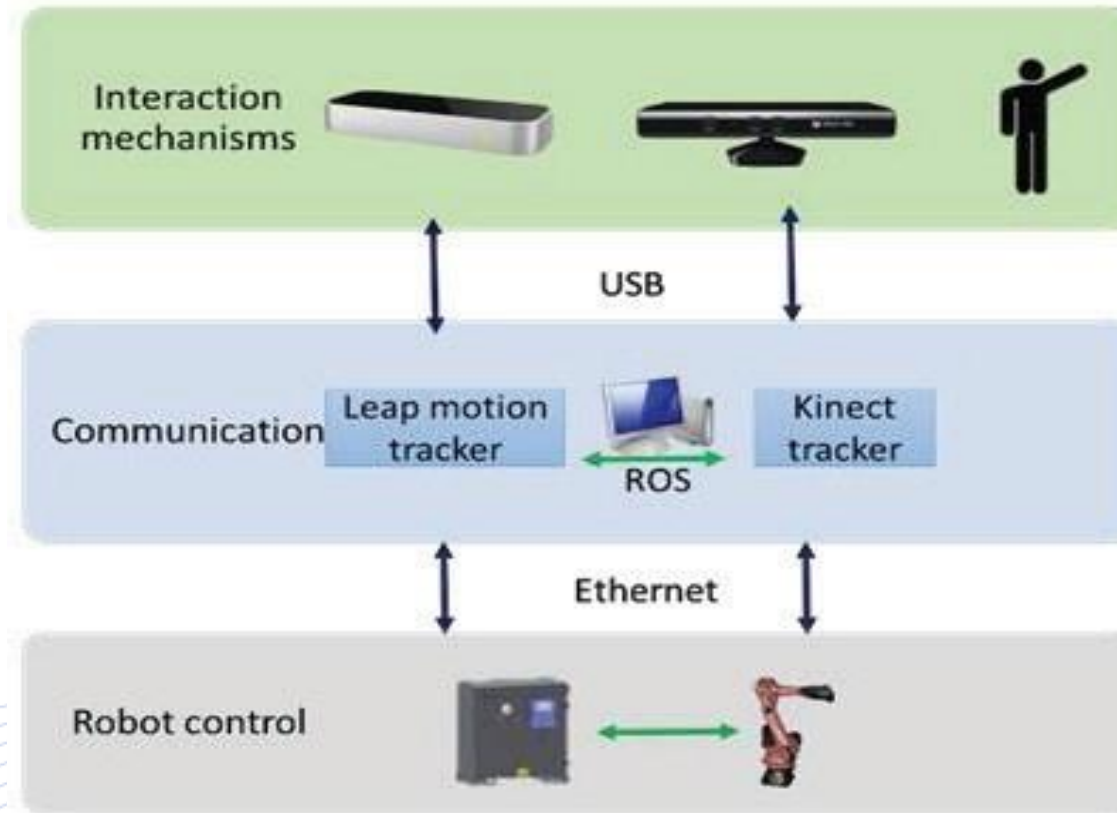 Interaction
mechanisms
USB
Communication
Leap motion
tracker
ROS
Kinect
tracker
Ethernet
Robot control